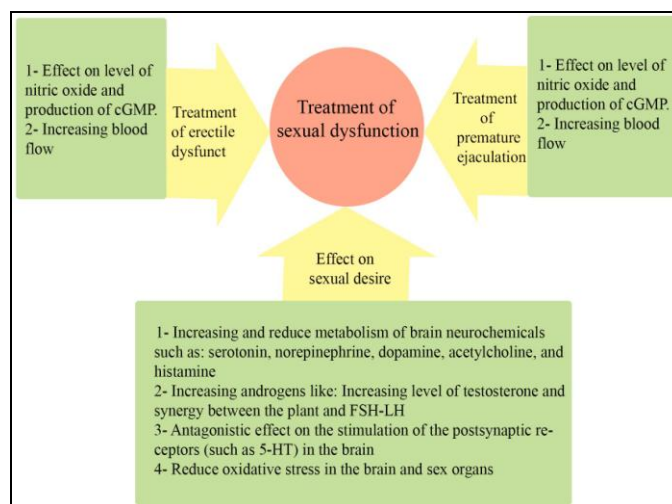 1- Effect on level of
nitric oxide and
production of cGMP.
2- Increasing blood
flow
Treatment
of erectile
dysfunct
Treatment of
sexual dysfunction
Treatment
of
premature
ejaculation
1- Effect on level of
nitric oxide and
production of cGMP.
2- Increasing blood
flow
Effect on
sexual desire
1- Increasing and reduce metabolism of brain neurochemicals
such as: serotonin, norepinephrine, dopamine, acetylcholine, and
histamine
2- Increasing androgens like: Increasing level of testosterone and
synergy between the plant and FSH-LH
3- Antagonistic effect on the stimulation of the postsynaptic re-
ceptors (such as 5-HT) in the brain
4- Reduce oxidative stress in the brain and sex organs